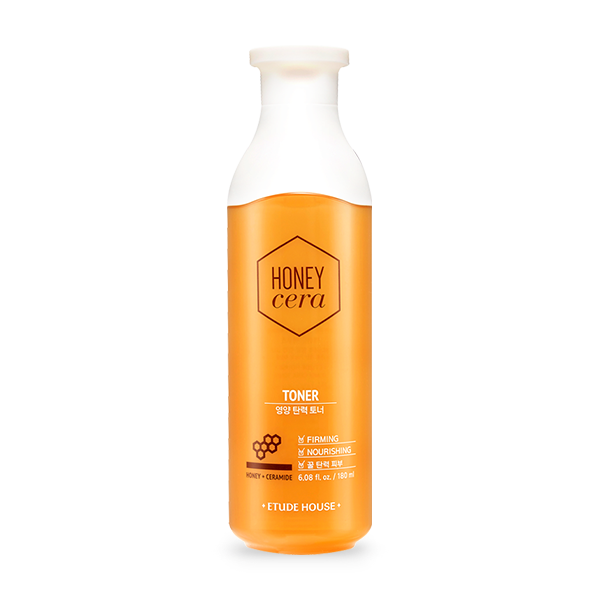 HONEY
cera
TONER
영양 탄력 토너
FIRMING
NOURISHING
꿀 탄력 피부
HONEY + CERAMIDE
6.08 fl. oz. / 180 ml
• ETUDE HOUSE •